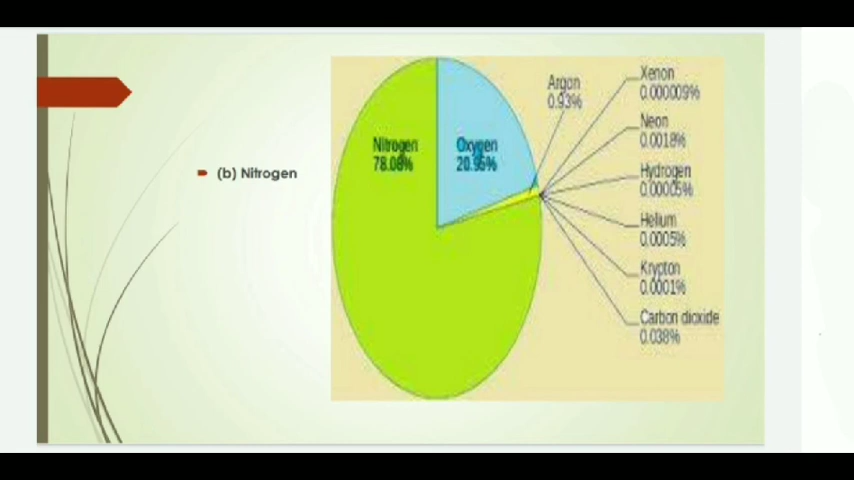 (b) Nitrogen
Nitrogen
78.08%
Oxygen
20.95%
Argon
0.93%
Xenon
0.000009%
Neon
0.0018%
Hydrogen
0.00005%
Helium
0.0005%
Krypton
0.0001%
Carbon dioxide
0.038%